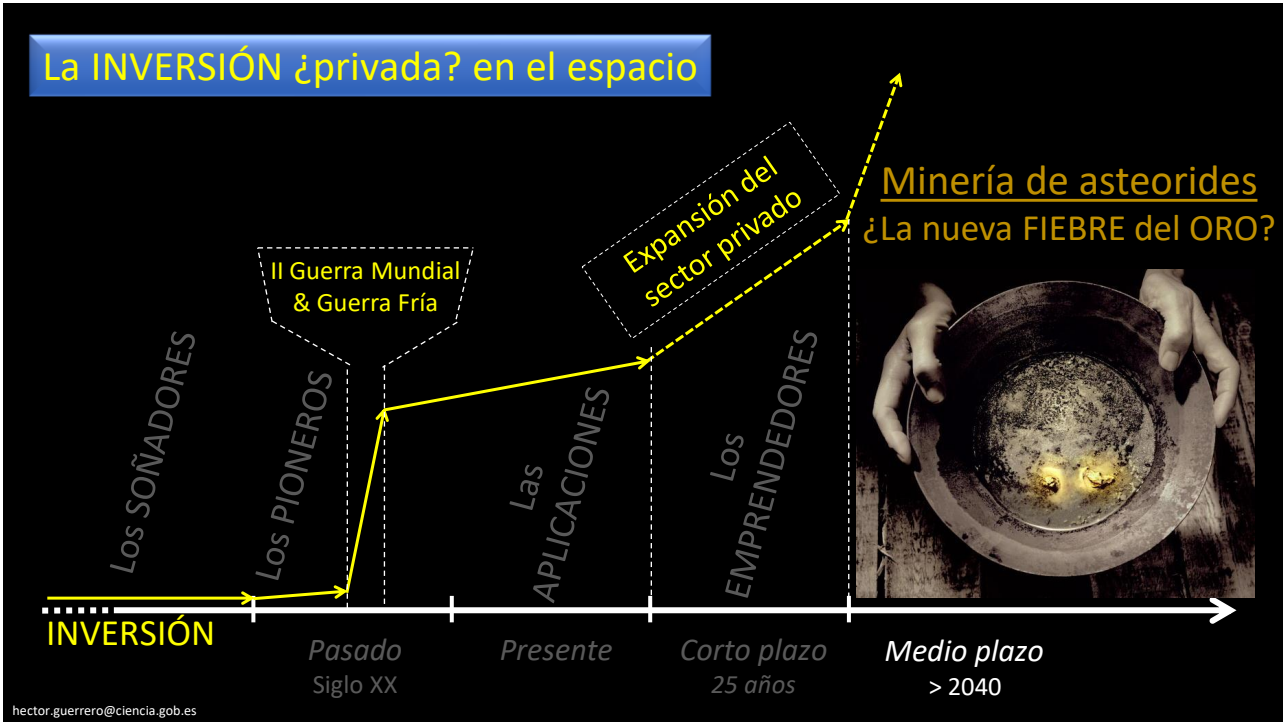 La INVERSIÓN ¿privada? en el espacio
II Guerra Mundial
& Guerra Fría
Expansión del
sector privado
Minería de asteorides
¿La nueva FIEBRE del ORO?
Los SOÑADORES
Los PIONEROS
Las
APLICACIONES
Los
EMPRENDEDORES
INVERSIÓN
Pasado
Siglo XX
Presente
Corto plazo
25 años
Medio plazo
> 2040
hector.guerrero@ciencia.gob.es